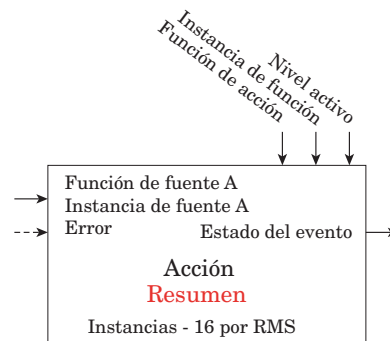 Función de acción
Instancia de función
Nivel activo
Función de fuente A
Instancia de fuente A
Error
Estado del evento
Acción
Resumen
Instancias - 16 por RMS